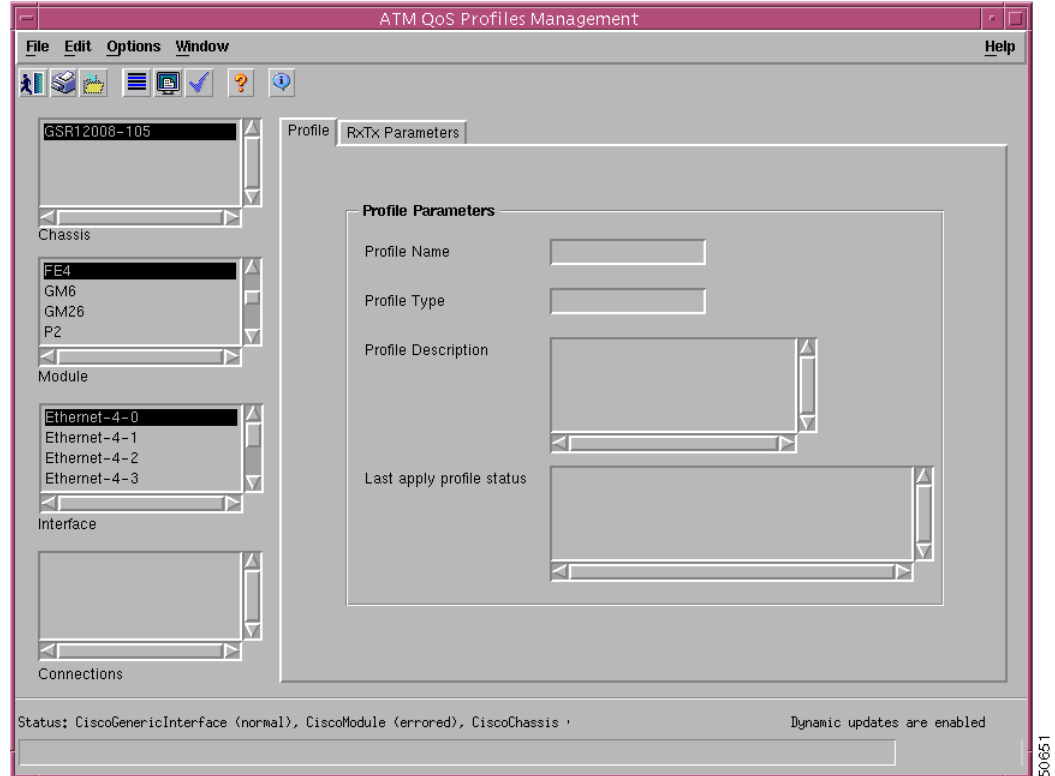 ATM QoS Profiles Management
File Edit Options Window Help
GSR12008-105
Chassis
FE4
GM6
GM26
P2
Module
Ethernet-4-0
Ethernet-4-1
Ethernet-4-2
Ethernet-4-3
Interface
Connections
Profile RxTx Parameters
Profile Parameters
Profile Name
Profile Type
Profile Description
Last apply profile status
Status: CiscoGenericInterface (normal), CiscoModule (errored), CiscoChassis
Dynamic updates are enabled
50651